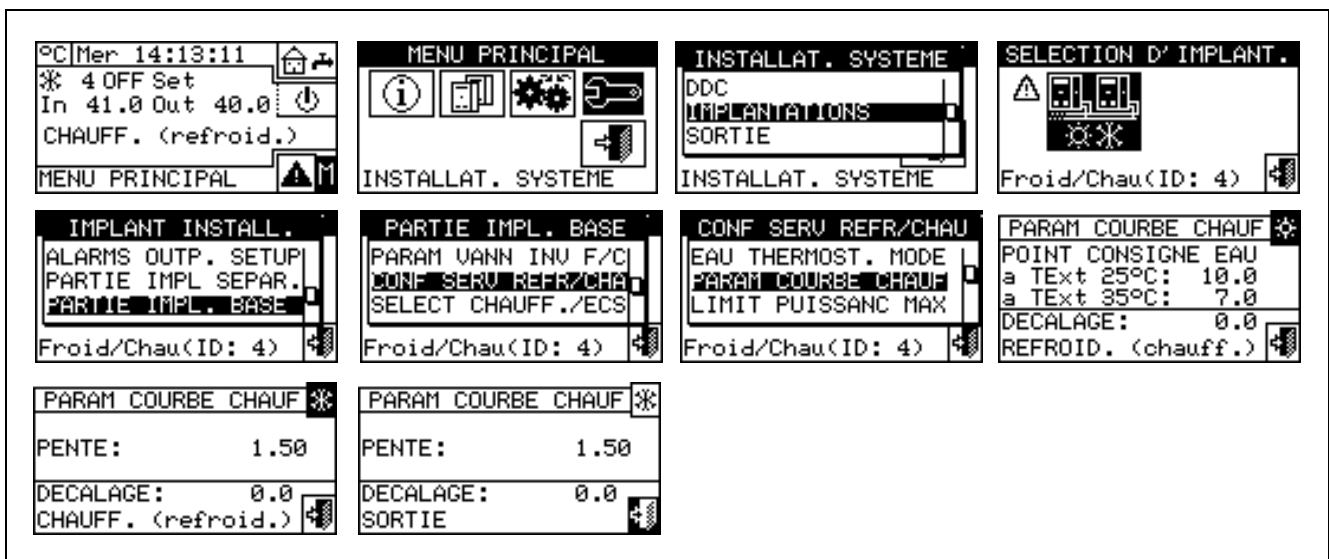 ºC Mer 14:13:11
4 OFF Set
In 41.0 Out 40.0
CHAUFF. (refroid.)
MENU PRINCIPAL M
MENU PRINCIPAL
INSTALLAT. SYSTEME
INSTALLAT. SYSTEME
DDC
IMPLANTATIONS
SORTIE
INSTALLAT. SYSTEME
SELECTION D'IMPLANT.
Froid/Chau(ID: 4)
IMPLANT INSTALL.
ALARMS OUTP. SETUP
PARTIE IMPL SEPAR.
PARTIE IMPL. BASE
Froid/Chau(ID: 4)
PARTIE IMPL. BASE
PARAM VANN INV F/C
CONF SERV REFR/CHA
SELECT CHAUFF./ECS
Froid/Chau(ID: 4)
CONF SERV REFR/CHAU
EAU THERMOST. MODE
PARAM COURBE CHAUF
LIMIT PUISSANC MAX
Froid/Chau(ID: 4)
PARAM COURBE CHAUF
POINT CONSIGNE EAU
a TExt 25ºC: 10.0
a TExt 35ºC: 7.0
DECALAGE: 0.0
REFROID. (chauff.)
PARAM COURBE CHAUF
PENTE: 1.50
DECALAGE: 0.0
CHAUFF. (refroid.)
PARAM COURBE CHAUF
PENTE: 1.50
DECALAGE: 0.0
SORTIE